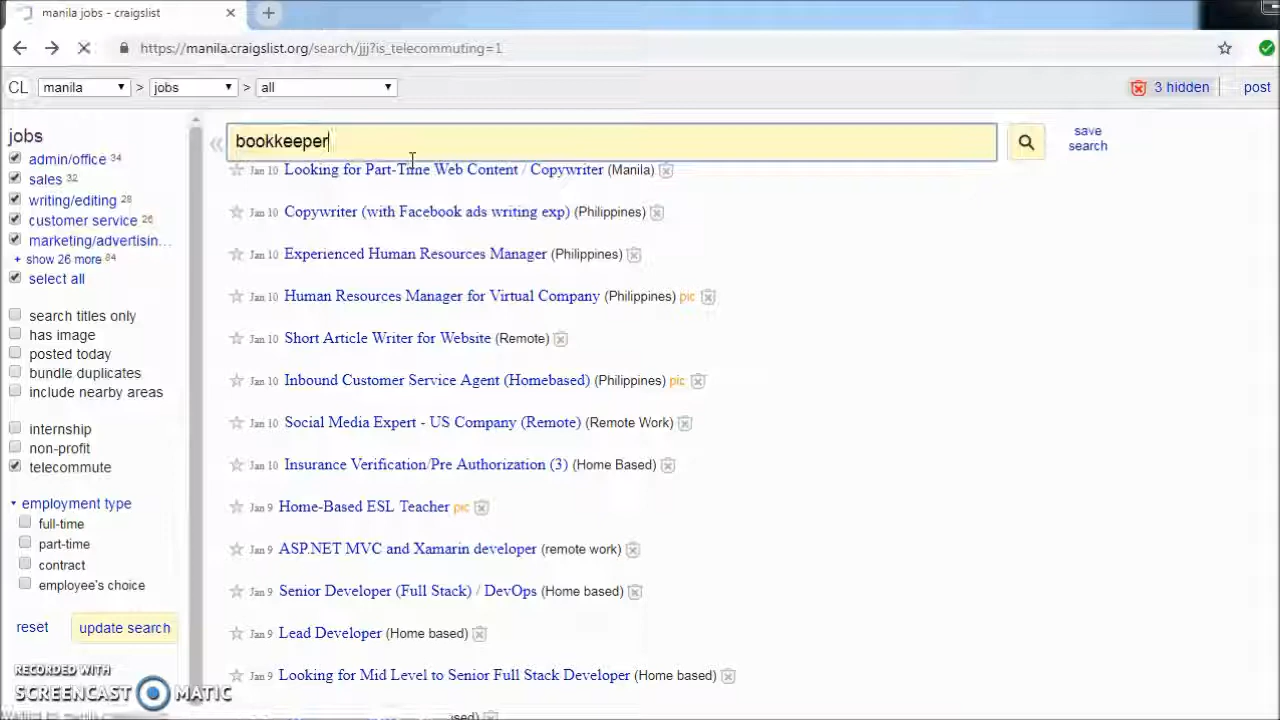 manila jobs - craigslist
https://manila.craigslist.org/search/jjj?is_telecommuting=1
CL manila > jobs > all 3 hidden post
jobs
admin/office 34
sales 32
writing/editing 28
customer service 26
marketing/advertisin...
+ show 26 more 84
select all
search titles only
has image
posted today
bundle duplicates
include nearby areas
internship
non-profit
telecommute
employment type
full-time
part-time
contract
employee's choice
reset update search
bookkeeper
save search
Jan 10 Looking for Part-Time Web Content / Copywriter (Manila)
Jan 10 Copywriter (with Facebook ads writing exp) (Philippines)
Jan 10 Experienced Human Resources Manager (Philippines)
Jan 10 Human Resources Manager for Virtual Company (Philippines) pic
Jan 10 Short Article Writer for Website (Remote)
Jan 10 Inbound Customer Service Agent (Homebased) (Philippines) pic
Jan 10 Social Media Expert - US Company (Remote) (Remote Work)
Jan 10 Insurance Verification/Pre Authorization (3) (Home Based)
Jan 9 Home-Based ESL Teacher pic
Jan 9 ASP.NET MVC and Xamarin developer (remote work)
Jan 9 Senior Developer (Full Stack) / DevOps (Home based)
Jan 9 Lead Developer (Home based)
Jan 9 Looking for Mid Level to Senior Full Stack Developer (Home based)
RECORDED WITH
SCREENCAST MATIC